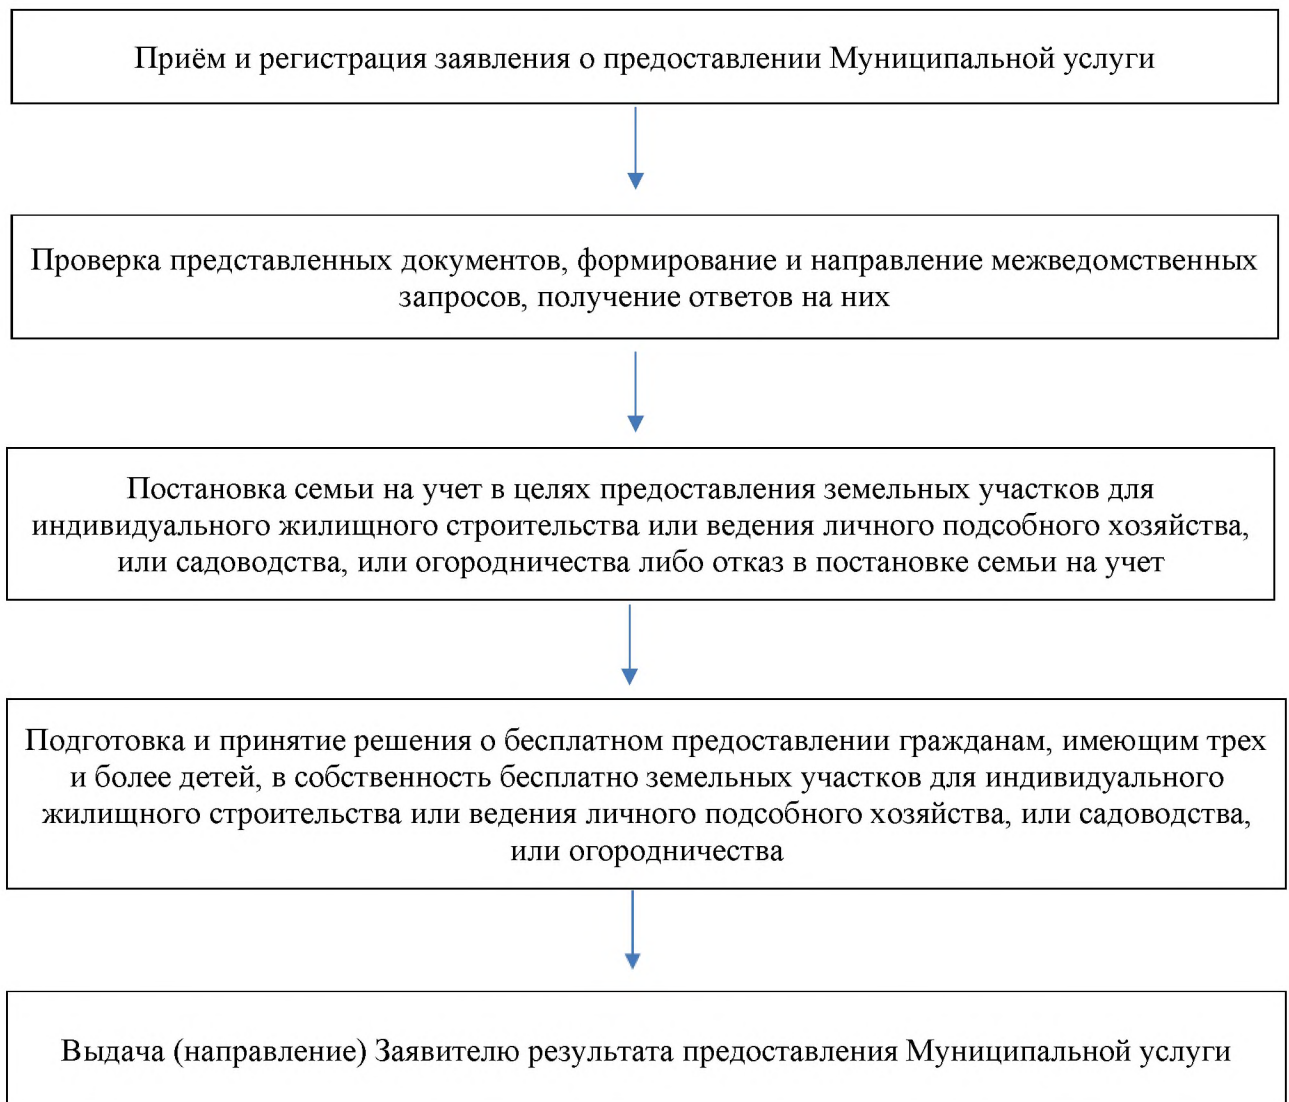 Приём и регистрация заявления о предоставлении Муниципальной услуги
Проверка представленных документов, формирование и направление межведомственных
запросов, получение ответов на них
Постановка семьи на учет в целях предоставления земельных участков для
индивидуального жилищного строительства или ведения личного подсобного хозяйства,
или садоводства, или огородничества либо отказ в постановке семьи на учет
Подготовка и принятие решения о бесплатном предоставлении гражданам, имеющим трех
и более детей, в собственность бесплатно земельных участков для индивидуального
жилищного строительства или ведения личного подсобного хозяйства, или садоводства,
или огородничества
Выдача (направление) Заявителю результата предоставления Муниципальной услуги